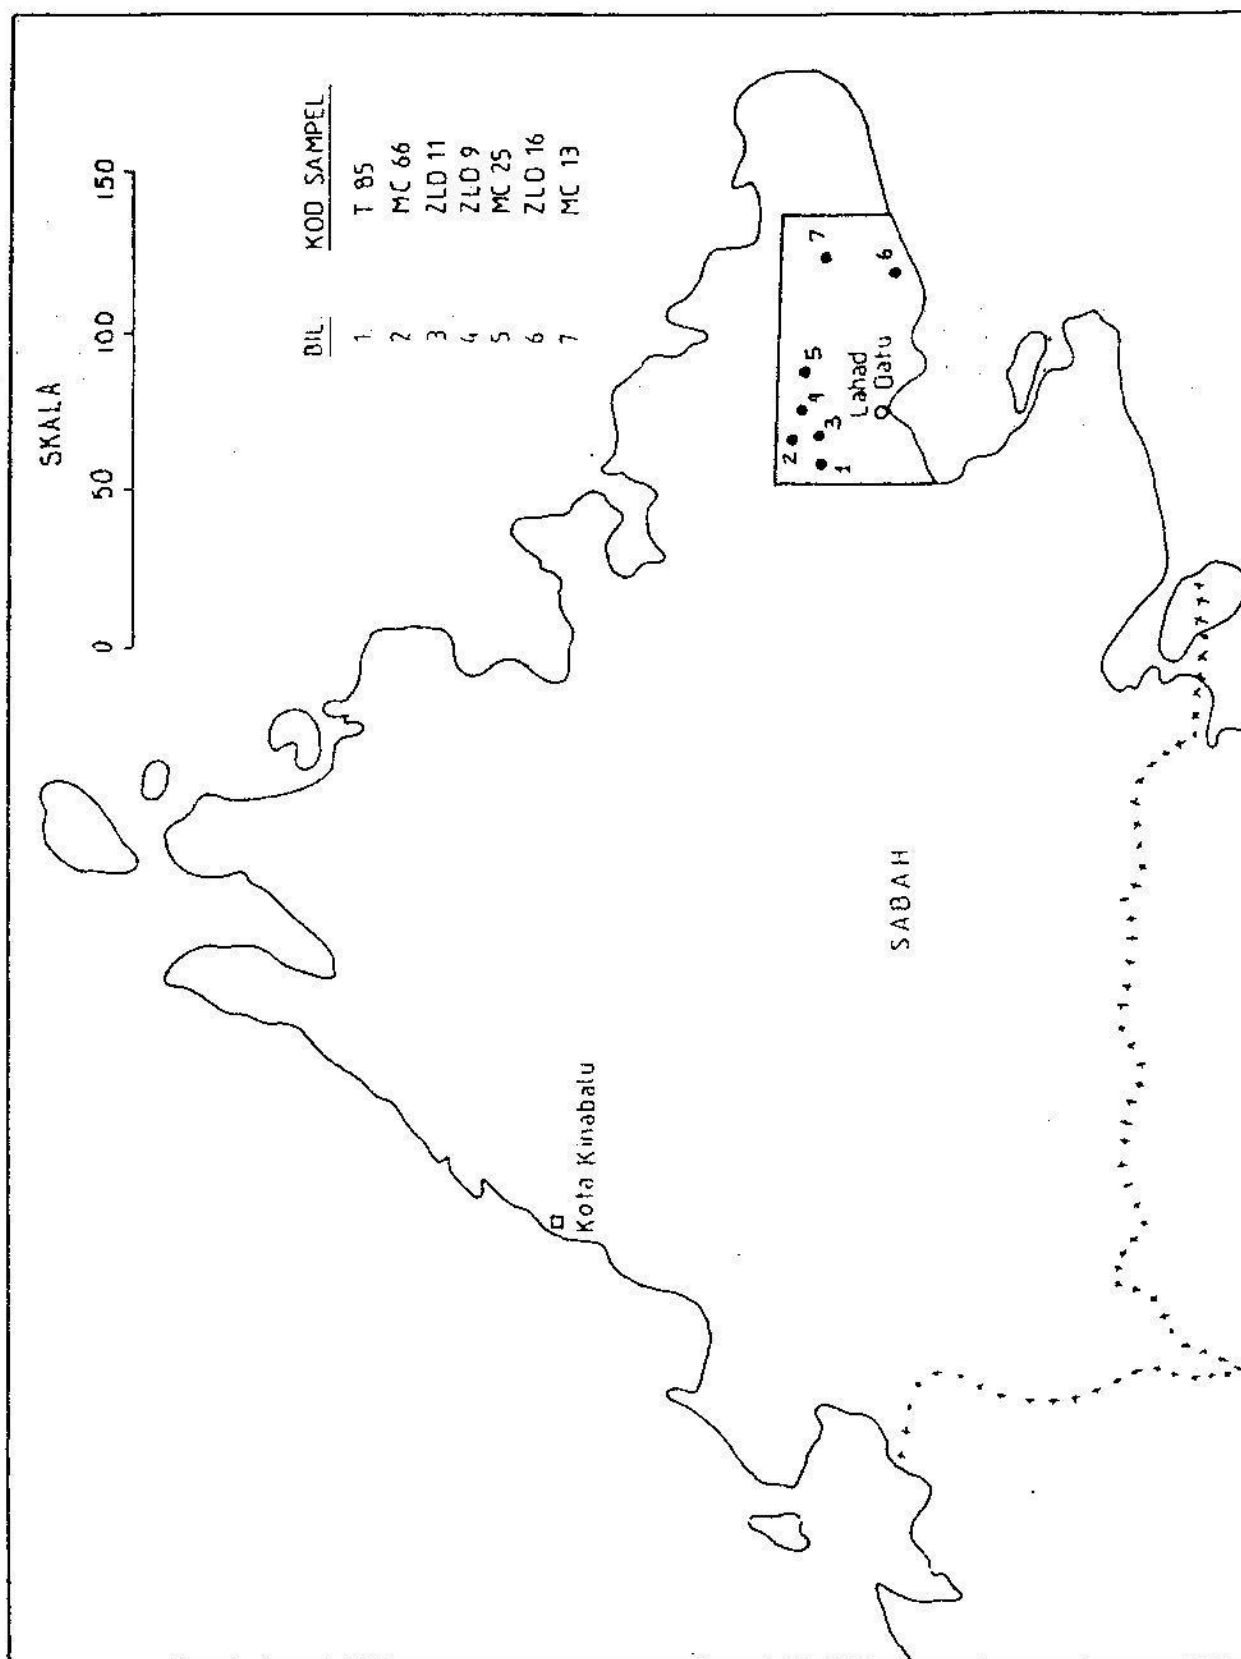 SKALA
0 50 100 150
BIL. KOD SAMPEL
1 T 85
2 MC 66
3 ZLD 11
4 ZLD 9
5 MC 25
6 ZLD 16
7 MC 13
2
4
5
7
1
3
6
Lahad
Datu
Kota Kinabalu
SABAH